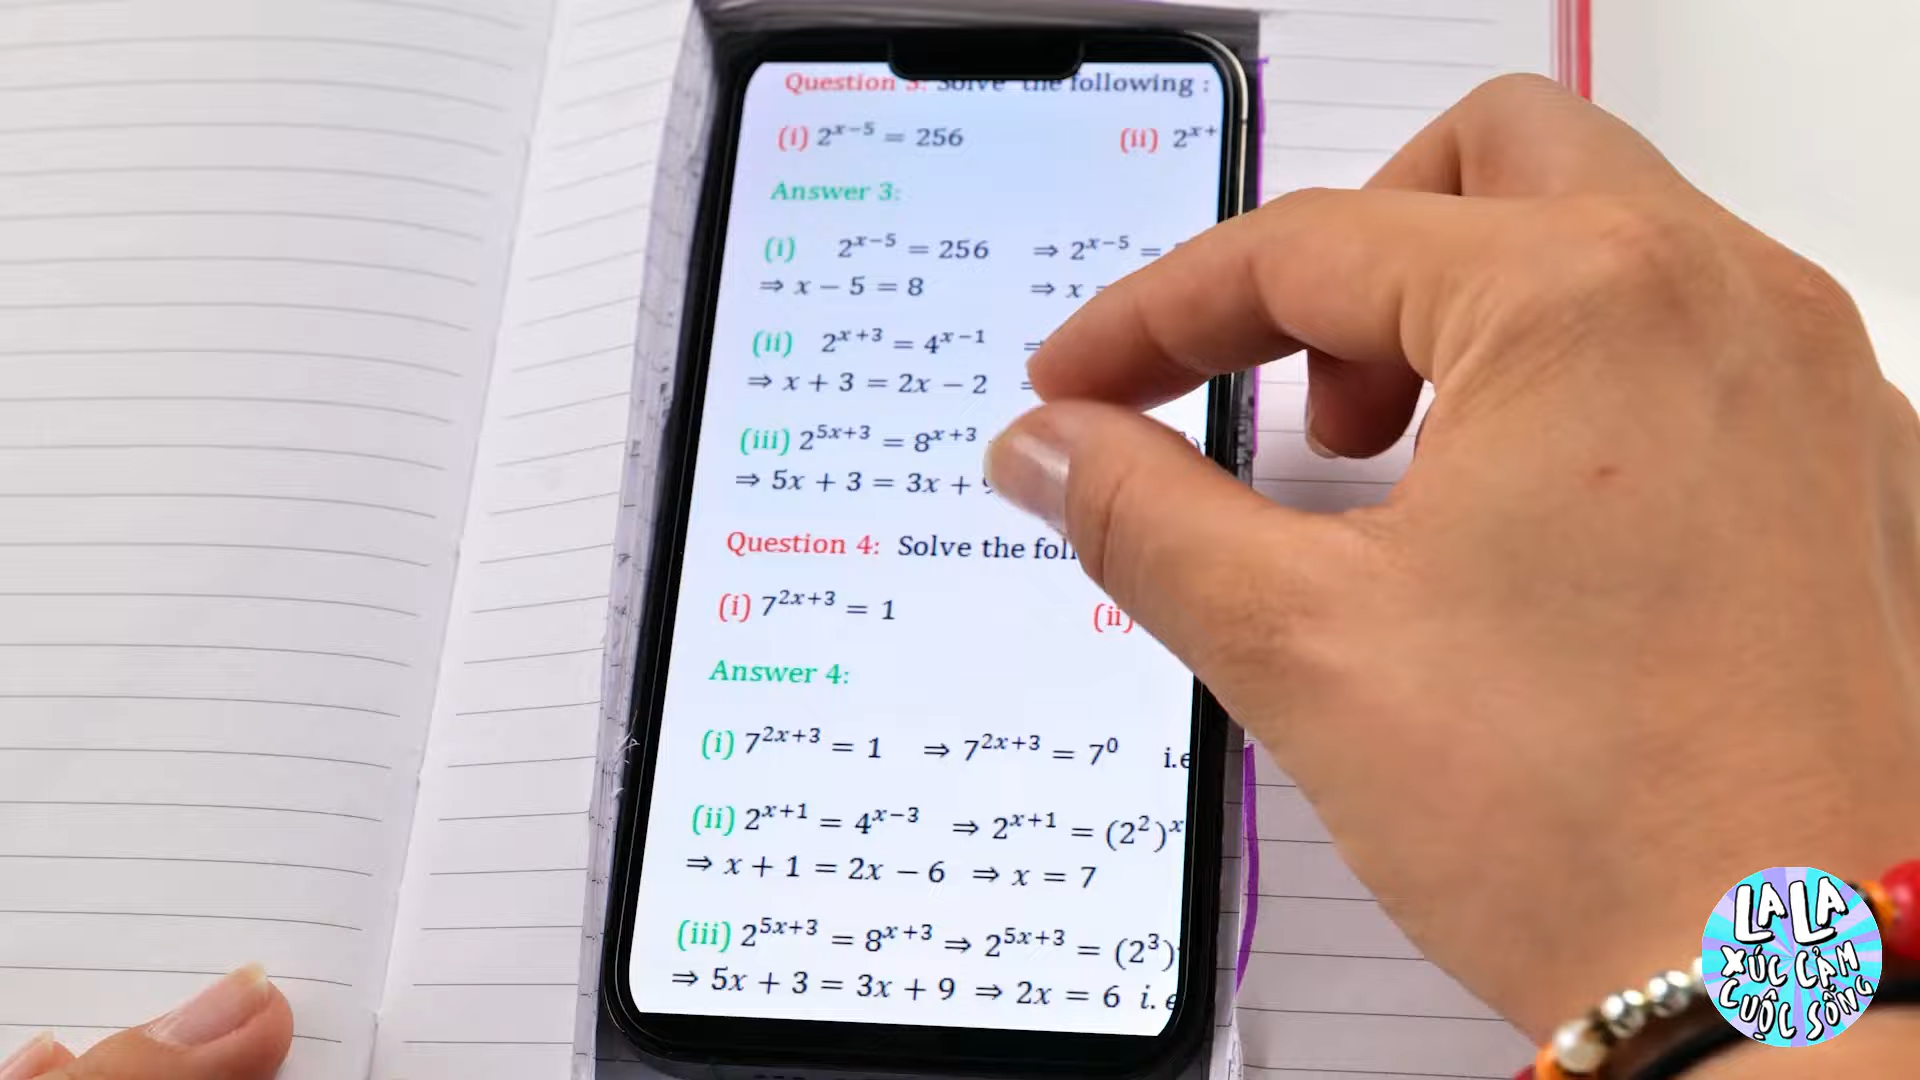 Question 3: Solve the following :
(i) 2^{x−5} = 256 (ii) 2^{x+
Answer 3:
(i) 2^{x−5} = 256 ⇒ 2^{x−5} =
⇒ x − 5 = 8 ⇒ x =
(ii) 2^{x+3} = 4^{x−1} ⇒
⇒ x + 3 = 2x − 2 ⇒
(iii) 2^{5x+3} = 8^{x+3}
⇒ 5x + 3 = 3x + 9
Question 4: Solve the foll
(i) 7^{2x+3} = 1 (ii)
Answer 4:
(i) 7^{2x+3} = 1 ⇒ 7^{2x+3} = 7^0 i.e
(ii) 2^{x+1} = 4^{x−3} ⇒ 2^{x+1} = (2^2)^x
⇒ x + 1 = 2x − 6 ⇒ x = 7
(iii) 2^{5x+3} = 8^{x+3} ⇒ 2^{5x+3} = (2^3)
⇒ 5x + 3 = 3x + 9 ⇒ 2x = 6 i. e
LA LA
XÚC CẢM
CUỘC SỐNG